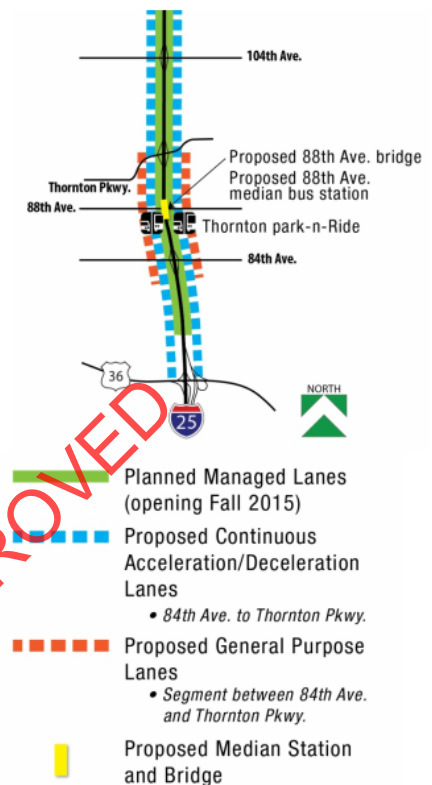 104th Ave.
Proposed 88th Ave. bridge
Proposed 88th Ave.
median bus station
Thornton Pkwy.
88th Ave.
Thornton park-n-Ride
84th Ave.
36
25
NORTH
Planned Managed Lanes
(opening Fall 2015)
Proposed Continuous
Acceleration/Deceleration
Lanes
• 84th Ave. to Thornton Pkwy.
Proposed General Purpose
Lanes
• Segment between 84th Ave.
and Thornton Pkwy.
Proposed Median Station
and Bridge
ROVED